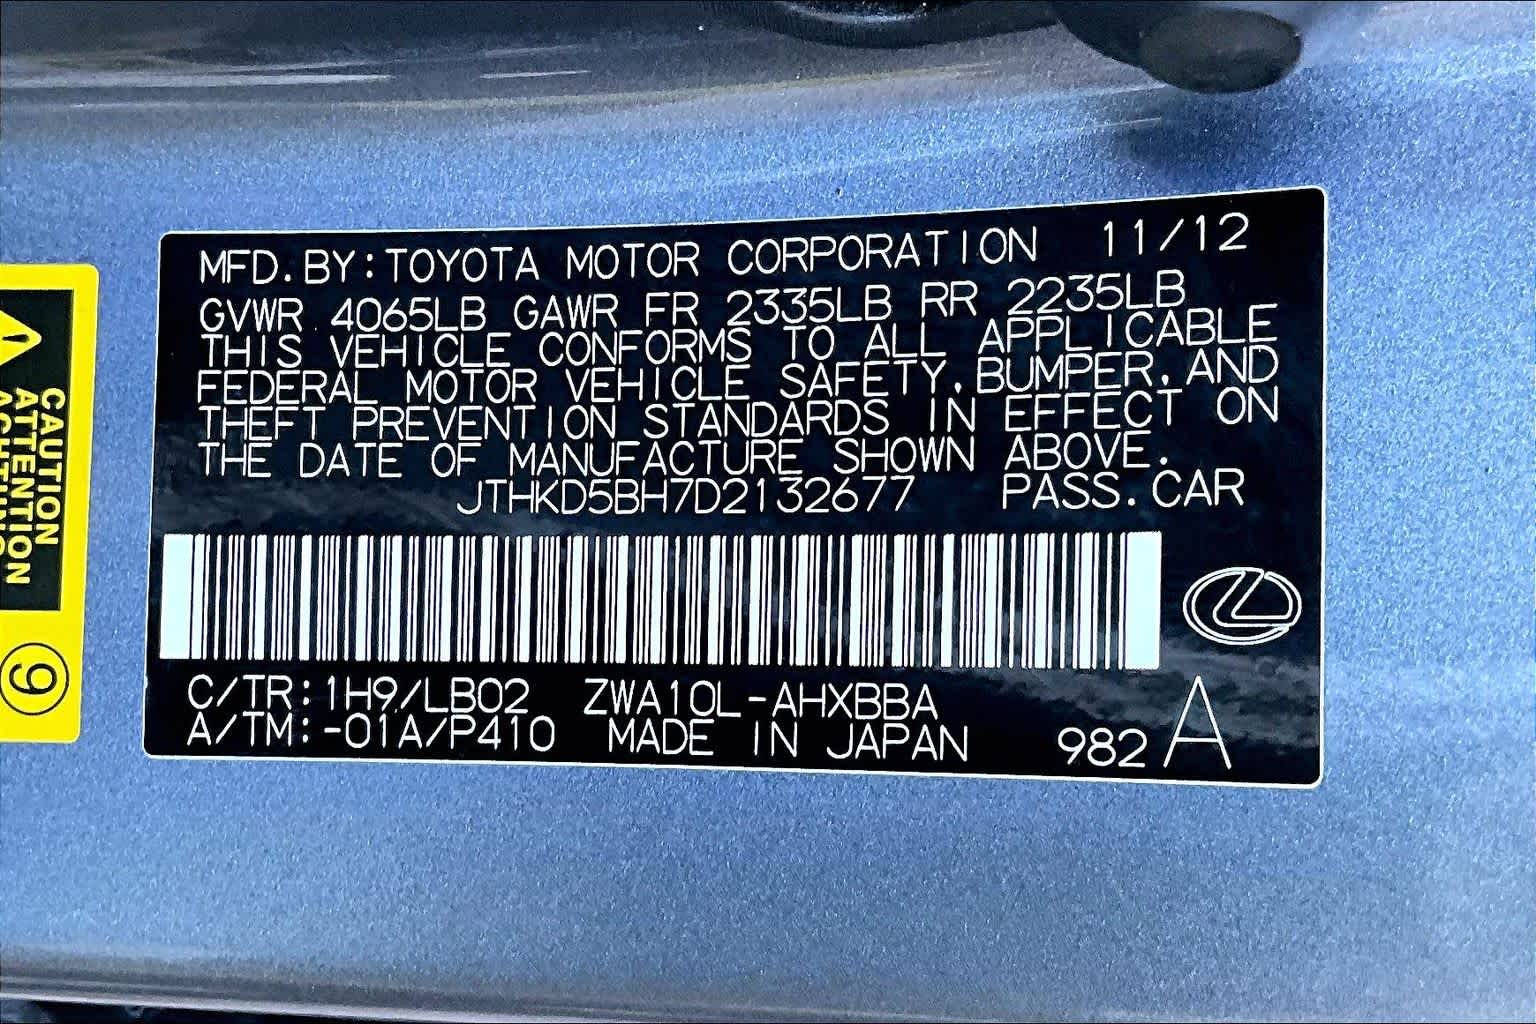 MFD.BY:TOYOTA MOTOR CORPORATION 11/12
GVWR 4065LB GAWR FR 2335LB RR 2235LB
THIS VEHICLE CONFORMS TO ALL APPLICABLE
FEDERAL MOTOR VEHICLE SAFETY,BUMPER,AND
THEFT PREVENTION STANDARDS IN EFFECT ON
THE DATE OF MANUFACTURE SHOWN ABOVE.
JTHKD5BH7D2132677 PASS.CAR
C/TR:1H9/LB02 ZWA10L-AHXBBA
A/TM:-01A/P410 MADE IN JAPAN 982 A
CAUTION
ATTENTION
9